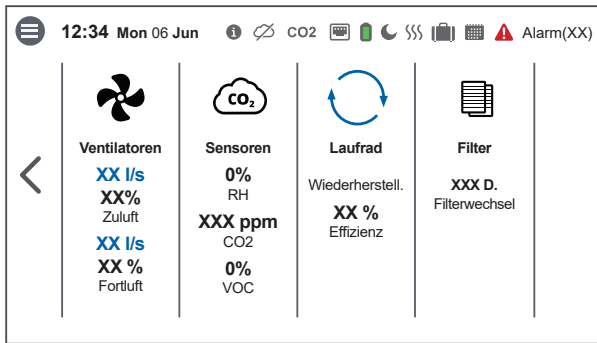 12:34 Mon 06 Jun CO2 Alarm(XX)
Ventilatoren
XX l/s
XX%
Zuluft
XX l/s
XX %
Fortluft
CO₂
Sensoren
0%
RH
XXX ppm
CO2
0%
VOC
Laufrad
Wiederherstell.
XX %
Effizienz
Filter
XXX D.
Filterwechsel